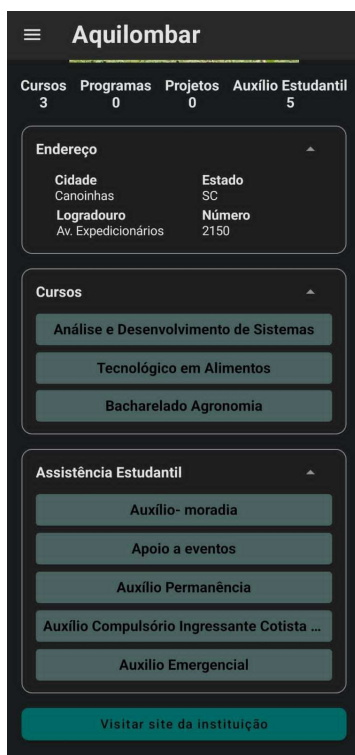 Aquilombar
Cursos Programas Projetos Auxílio Estudantil
3 0 0 5
Endereço
Cidade Estado
Canoinhas SC
Logradouro Número
Av. Expedicionários 2150
Cursos
Análise e Desenvolvimento de Sistemas
Tecnológico em Alimentos
Bacharelado Agronomia
Assistência Estudantil
Auxílio- moradia
Apoio a eventos
Auxílio Permanência
Auxílio Compulsório Ingressante Cotista ...
Auxilio Emergencial
Visitar site da instituição